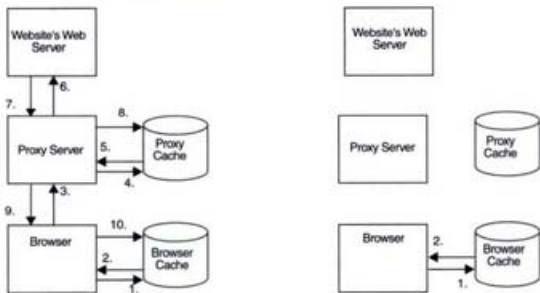 Website's Web
Server
7.
6.
8.
Proxy Server
5.
4.
Proxy
Cache
9.
3.
10.
Browser
2.
1.
Browser
Cache
Website's Web
Server
Proxy Server
Proxy
Cache
Browser
2.
1.
Browser
Cache